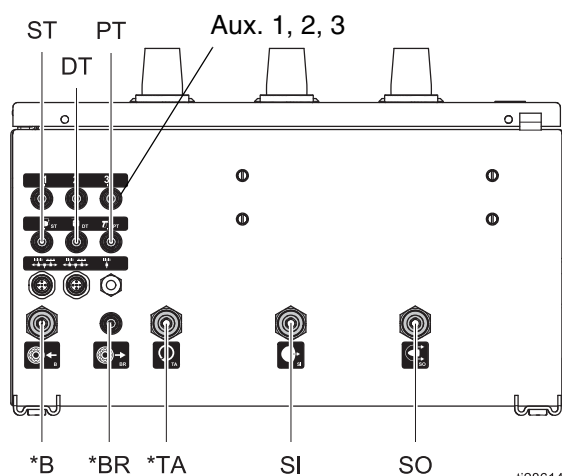 ST
PT
Aux. 1, 2, 3
DT
1 2 3
ST
DT
PT
B
BR
TA
SI
SO
*B
*BR
*TA
SI
SO